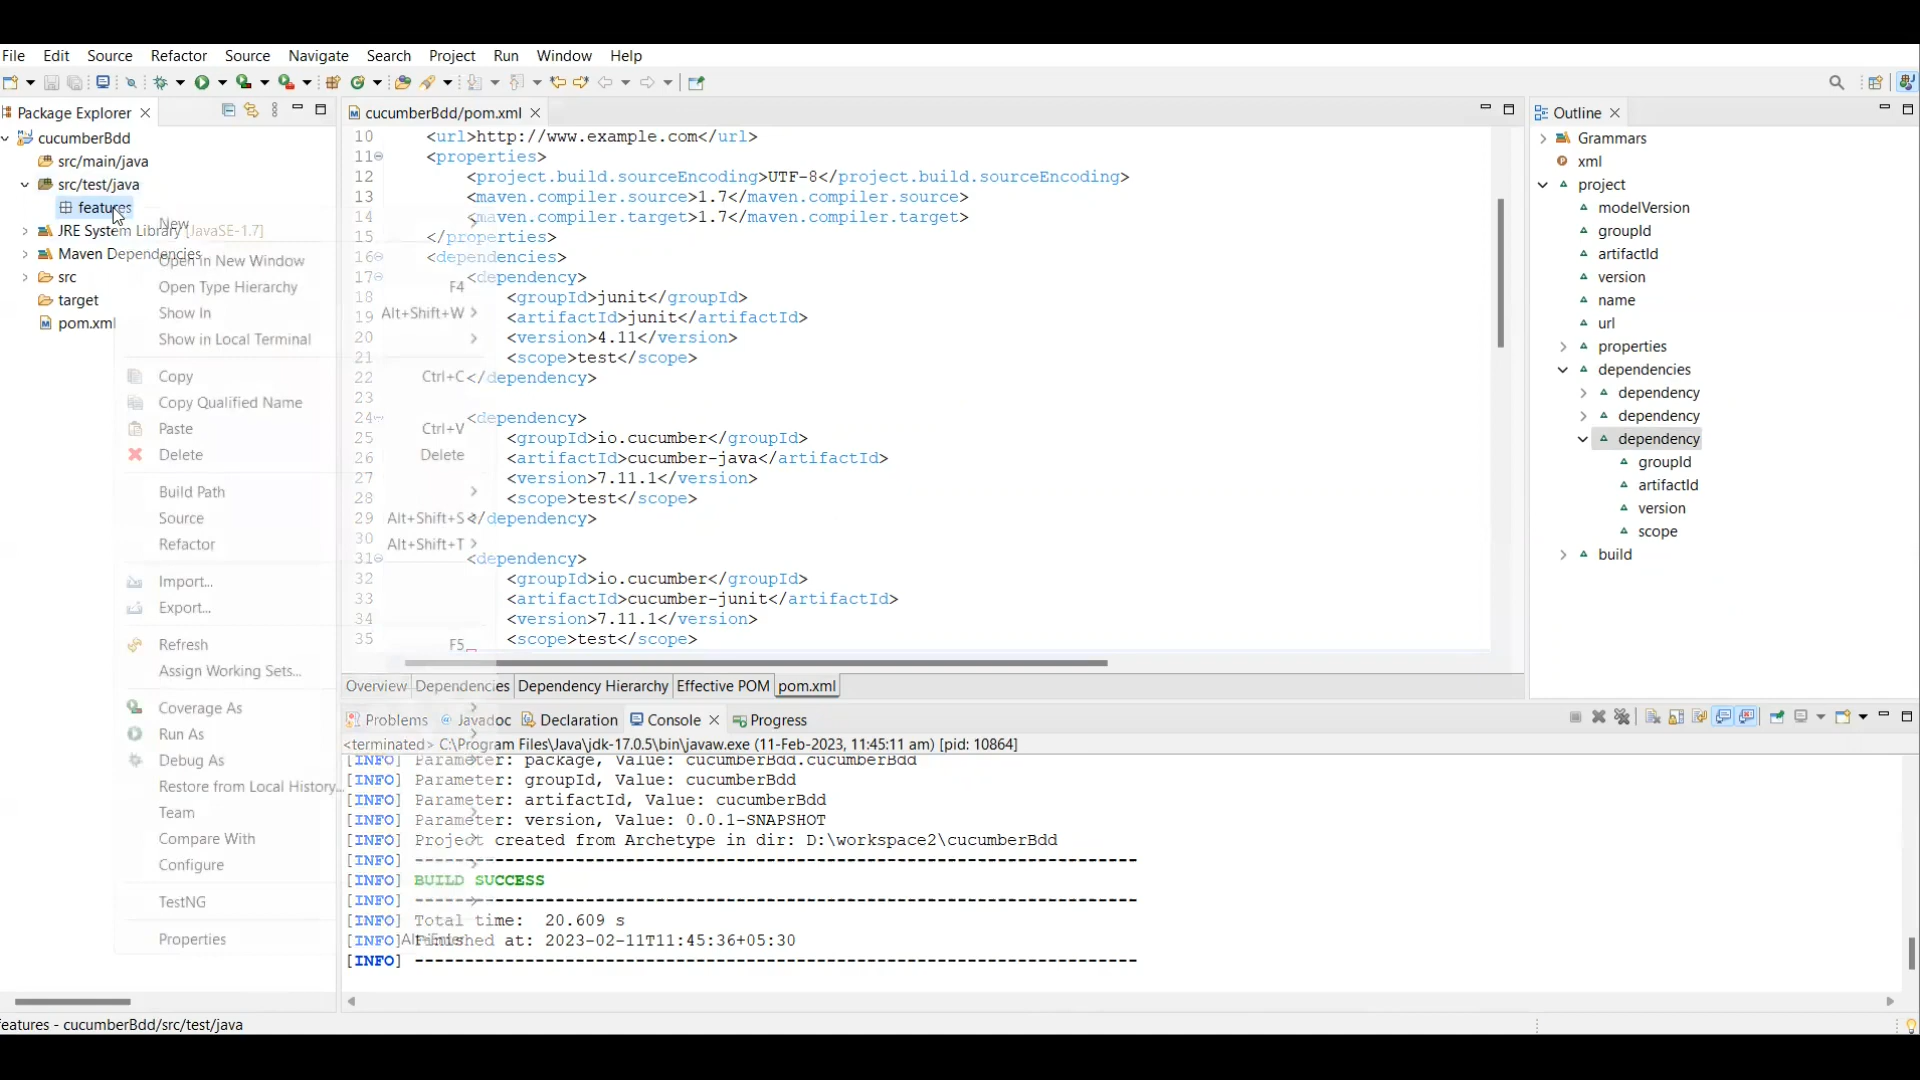 File Edit Source Refactor Source Navigate Search Project Run Window Help
Package Explorer
cucumberBdd
src/main/java
src/test/java
features
JRE System Library [JavaSE-1.7]
Maven Dependencies
src
target
pom.xml
New
Open in New Window
Open Type Hierarchy F4
Show In Alt+Shift+W
Show in Local Terminal
Copy Ctrl+C
Copy Qualified Name
Paste Ctrl+V
Delete Delete
Build Path
Source Alt+Shift+S
Refactor Alt+Shift+T
Import...
Export...
Refresh F5
Assign Working Sets...
Coverage As
Run As
Debug As
Restore from Local History...
Team
Compare With
Configure
TestNG
Properties
cucumberBdd/pom.xml
10 <url>http://www.example.com</url>
11 <properties>
12 <project.build.sourceEncoding>UTF-8</project.build.sourceEncoding>
13 <maven.compiler.source>1.7</maven.compiler.source>
14 <maven.compiler.target>1.7</maven.compiler.target>
15 </properties>
16 <dependencies>
17 <dependency>
18 <groupId>junit</groupId>
19 <artifactId>junit</artifactId>
20 <version>4.11</version>
21 <scope>test</scope>
22 </dependency>
23
24 <dependency>
25 <groupId>io.cucumber</groupId>
26 <artifactId>cucumber-java</artifactId>
27 <version>7.11.1</version>
28 <scope>test</scope>
29 </dependency>
30
31 <dependency>
32 <groupId>io.cucumber</groupId>
33 <artifactId>cucumber-junit</artifactId>
34 <version>7.11.1</version>
35 <scope>test</scope>
Overview Dependencies Dependency Hierarchy Effective POM pom.xml
Outline
Grammars
xml
project
modelVersion
groupId
artifactId
version
name
url
properties
dependencies
dependency
dependency
dependency
groupId
artifactId
version
scope
build
Problems Javadoc Declaration Console Progress
<terminated> C:\Program Files\Java\jdk-17.0.5\bin\javaw.exe (11-Feb-2023, 11:45:11 am) [pid: 10864]
[INFO] Parameter: package, Value: cucumberBdd.cucumberBdd
[INFO] Parameter: groupId, Value: cucumberBdd
[INFO] Parameter: artifactId, Value: cucumberBdd
[INFO] Parameter: version, Value: 0.0.1-SNAPSHOT
[INFO] Project created from Archetype in dir: D:\workspace2\cucumberBdd
[INFO] ------------------------------------------------------------------------
[INFO] BUILD SUCCESS
[INFO] ------------------------------------------------------------------------
[INFO] Total time: 20.609 s
[INFO] Finished at: 2023-02-11T11:45:36+05:30
[INFO] ------------------------------------------------------------------------
eatures - cucumberBdd/src/test/java